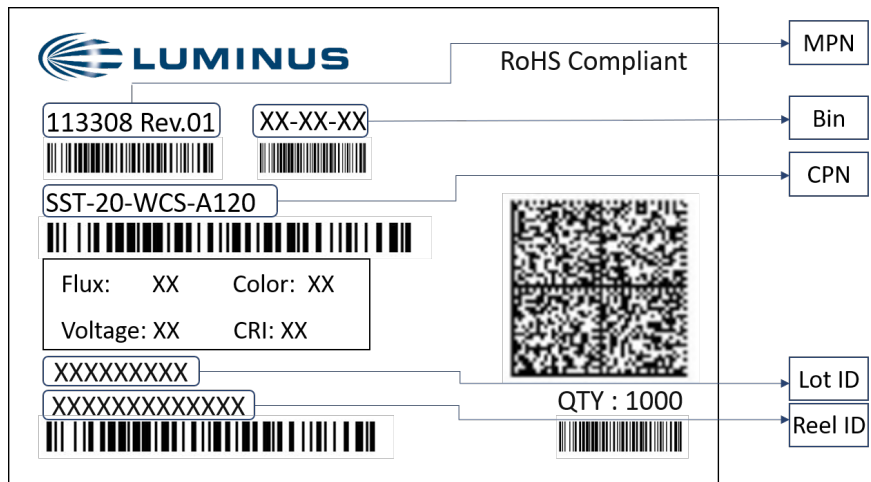 LUMINUS
RoHS Compliant
MPN
113308 Rev.01
XX-XX-XX
Bin
SST-20-WCS-A120
CPN
Flux: XX Color: XX
Voltage: XX CRI: XX
XXXXXXXXX
Lot ID
XXXXXXXXXXXXX
QTY : 1000
Reel ID